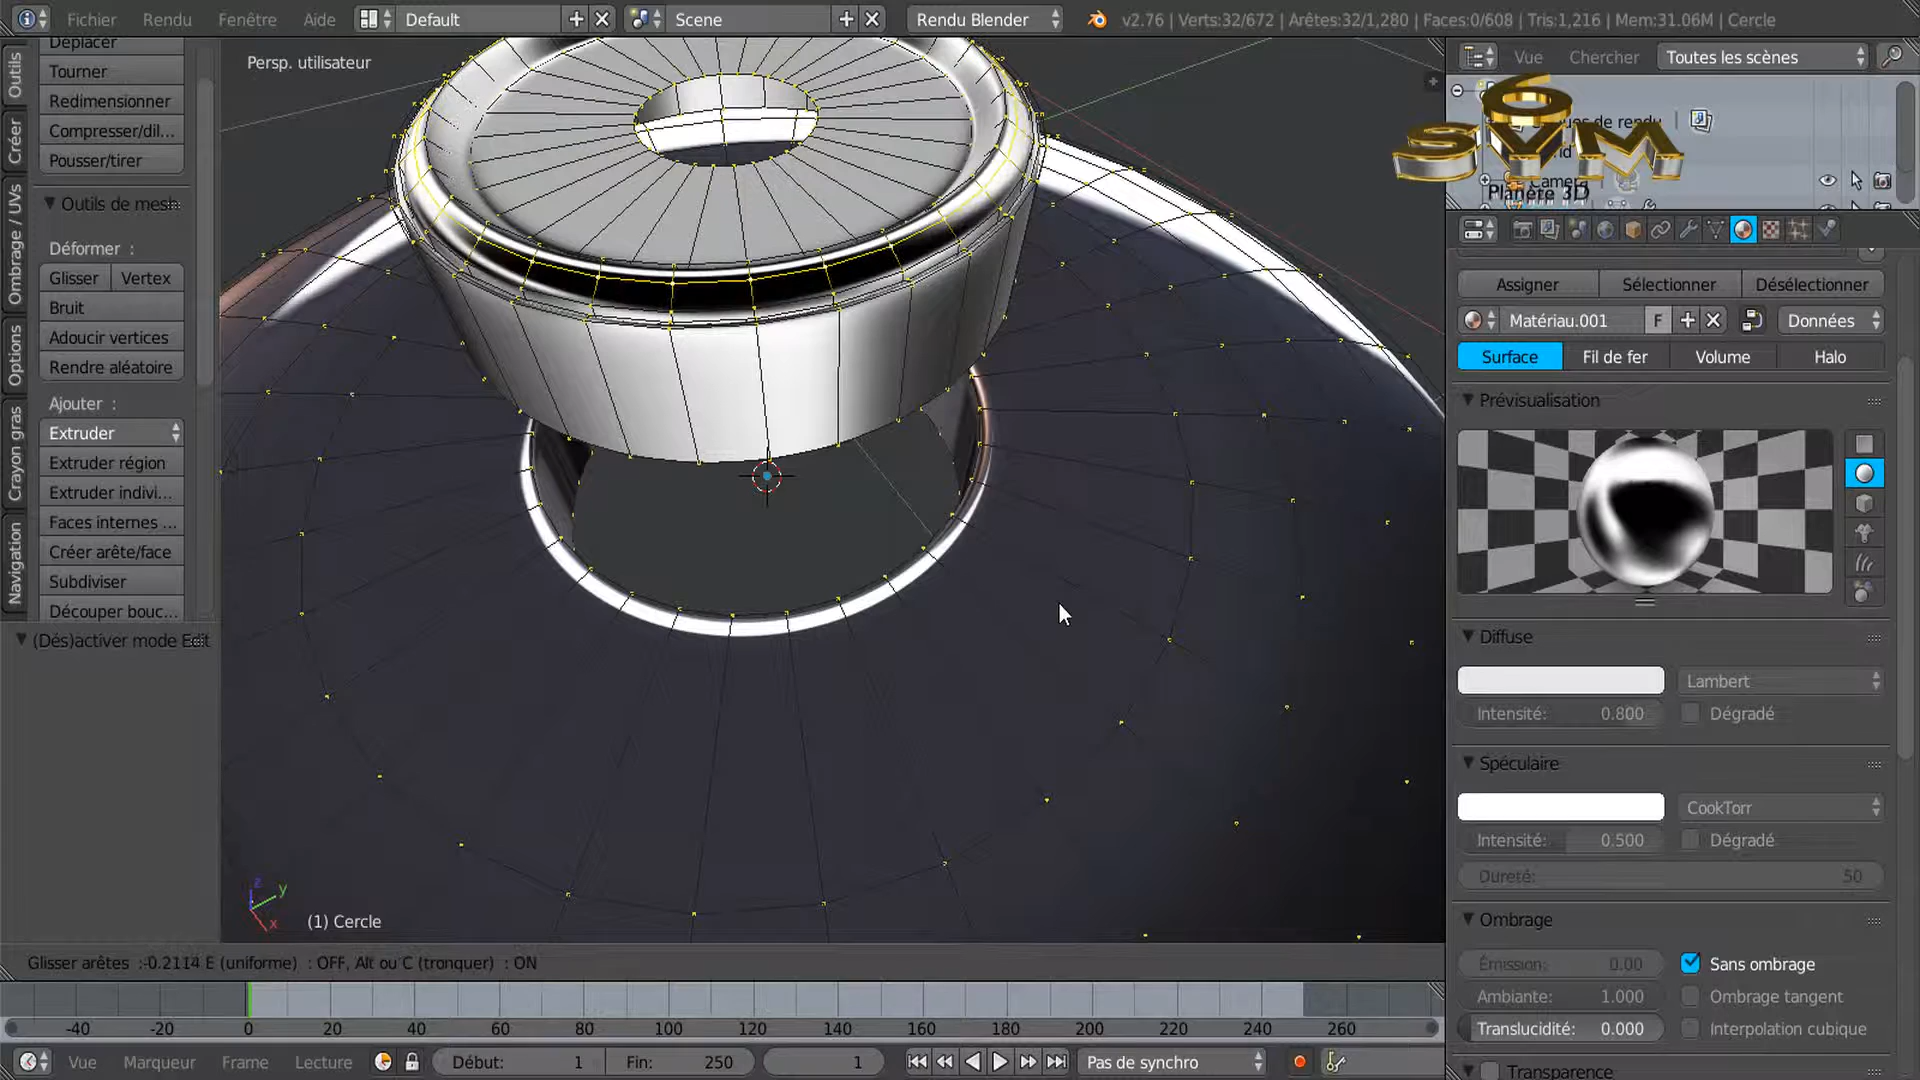 Fichier Rendu Fenêtre Aide Default Scene Rendu Blender v2.76 | Verts:32/672 | Arêtes:32/1,280 | Faces:0/608 | Tris:1,216 | Mem:31.06M | Cercle
Outils
Créer
Ombrage / UVs
Options
Crayon gras
Navigation
Déplacer
Tourner
Redimensionner
Compresser/dil...
Pousser/tirer
Outils de mesh
Déformer :
Glisser Vertex
Bruit
Adoucir vertices
Rendre aléatoire
Ajouter :
Extruder
Extruder région
Extruder indivi...
Faces internes ...
Créer arête/face
Subdiviser
Découper bouc...
(Dés)activer mode Edit
Persp. utilisateur
z
y
x
(1) Cercle
Glisser arêtes :-0.2114 E (uniforme) : OFF, Alt ou C (tronquer) : ON
Vue Chercher Toutes les scènes
6
SYM
Planète 3D
Camera
Assigner Sélectionner Désélectionner
Matériau.001 F Données
Surface Fil de fer Volume Halo
Prévisualisation
Diffuse
Lambert
Intensité: 0.800 Dégradé
Spéculaire
CookTorr
Intensité: 0.500 Dégradé
Dureté: 50
Ombrage
Émission: 0.00 Sans ombrage
Ambiante: 1.000 Ombrage tangent
Translucidité: 0.000 Interpolation cubique
Transparence
-40 -20 0 20 40 60 80 100 120 140 160 180 200 220 240 260
Vue Marqueur Frame Lecture Début: 1 Fin: 250 1 Pas de synchro